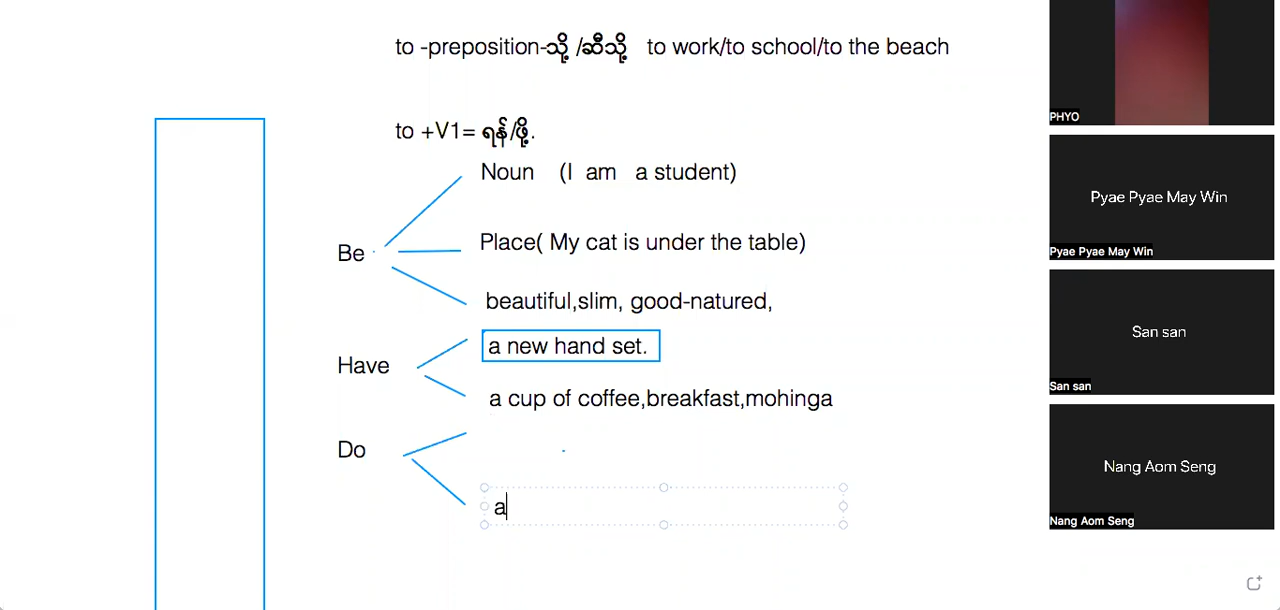 to -preposition-သို့ /ဆီသို့ to work/to school/to the beach
to +V1= ရန်/ဖို့.
Noun (I am a student)
Be
Place( My cat is under the table)
beautiful,slim, good-natured,
Have
a new hand set.
a cup of coffee,breakfast,mohinga
Do
a
PHYO
Pyae Pyae May Win
Pyae Pyae May Win
San san
San san
Nang Aom Seng
Nang Aom Seng